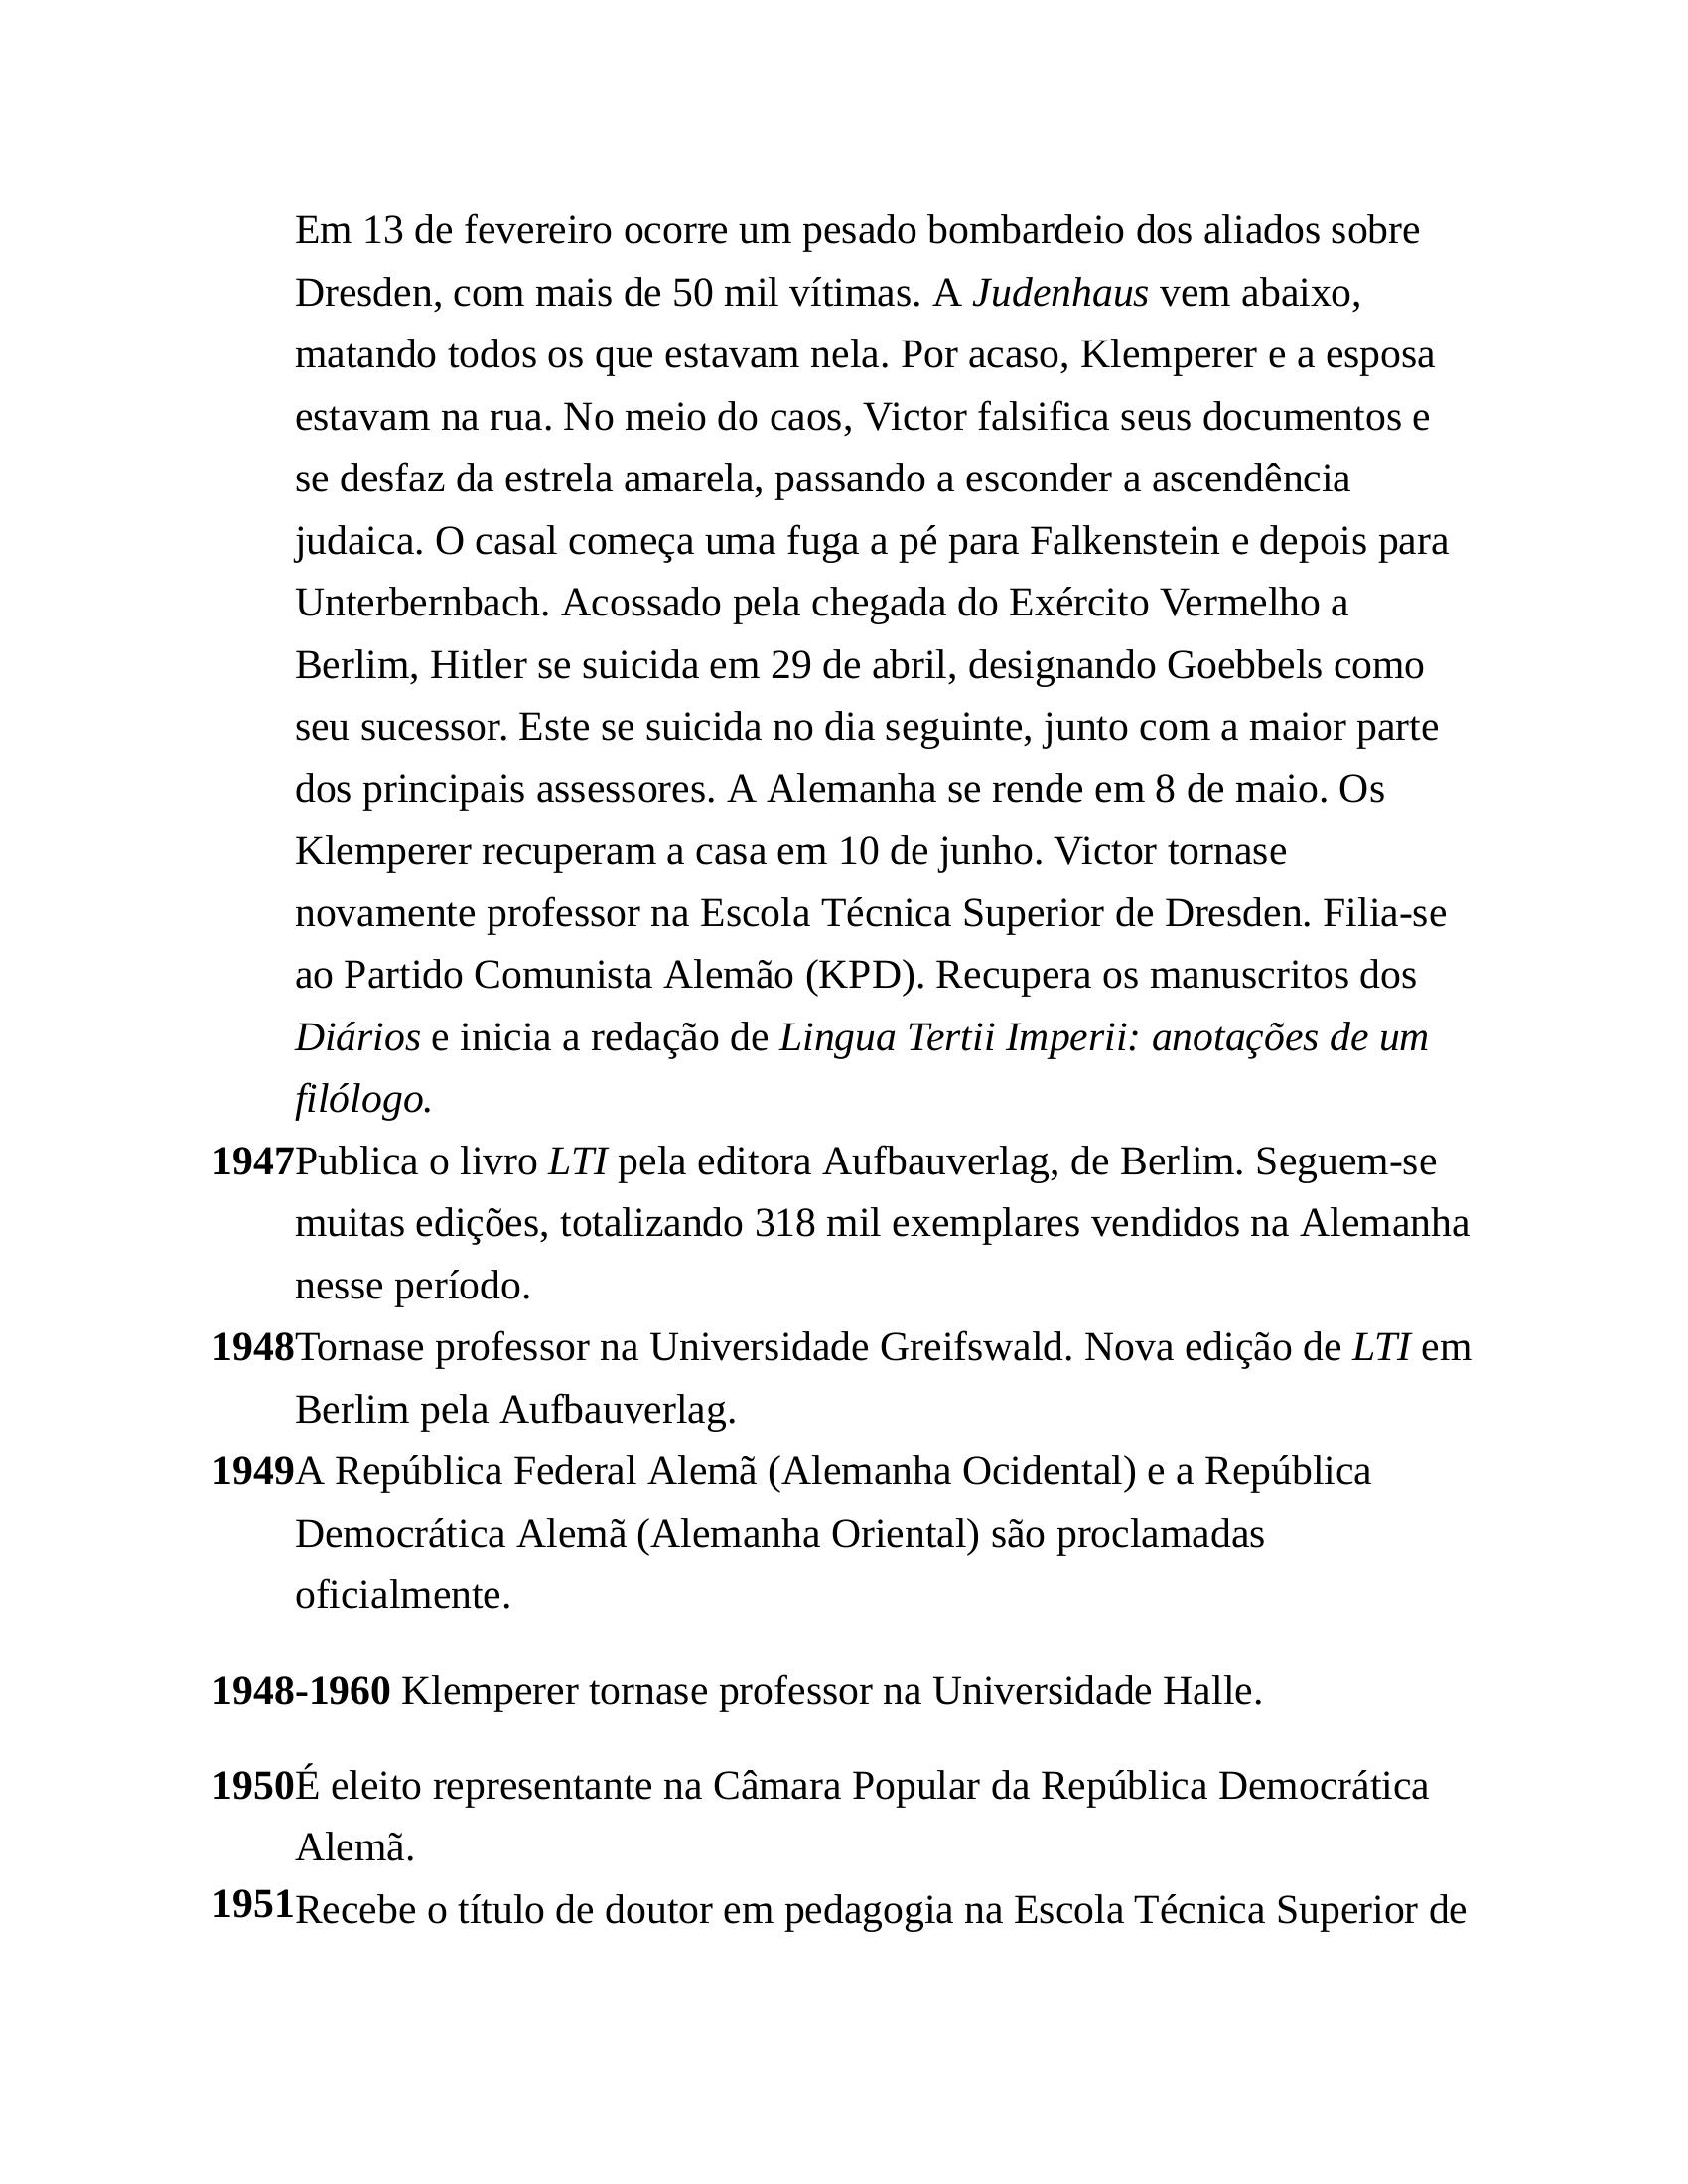 Em 13 de fevereiro ocorre um pesado bombardeio dos aliados sobre
Dresden, com mais de 50 mil vítimas. A Judenhaus vem abaixo,
matando todos os que estavam nela. Por acaso, Klemperer e a esposa
estavam na rua. No meio do caos, Victor falsifica seus documentos e
se desfaz da estrela amarela, passando a esconder a ascendência
judaica. O casal começa uma fuga a pé para Falkenstein e depois para
Unterbernbach. Acossado pela chegada do Exército Vermelho a
Berlim, Hitler se suicida em 29 de abril, designando Goebbels como
seu sucessor. Este se suicida no dia seguinte, junto com a maior parte
dos principais assessores. A Alemanha se rende em 8 de maio. Os
Klemperer recuperam a casa em 10 de junho. Victor tornase
novamente professor na Escola Técnica Superior de Dresden. Filia-se
ao Partido Comunista Alemão (KPD). Recupera os manuscritos dos
Diários e inicia a redação de Lingua Tertii Imperii: anotações de um
filólogo.
1947Publica o livro LTI pela editora Aufbauverlag, de Berlim. Seguem-se
muitas edições, totalizando 318 mil exemplares vendidos na Alemanha
nesse período.
1948Tornase professor na Universidade Greifswald. Nova edição de LTI em
Berlim pela Aufbauverlag.
1949A República Federal Alemã (Alemanha Ocidental) e a República
Democrática Alemã (Alemanha Oriental) são proclamadas
oficialmente.
1948-1960 Klemperer tornase professor na Universidade Halle.
1950É eleito representante na Câmara Popular da República Democrática
Alemã.
1951Recebe o título de doutor em pedagogia na Escola Técnica Superior de